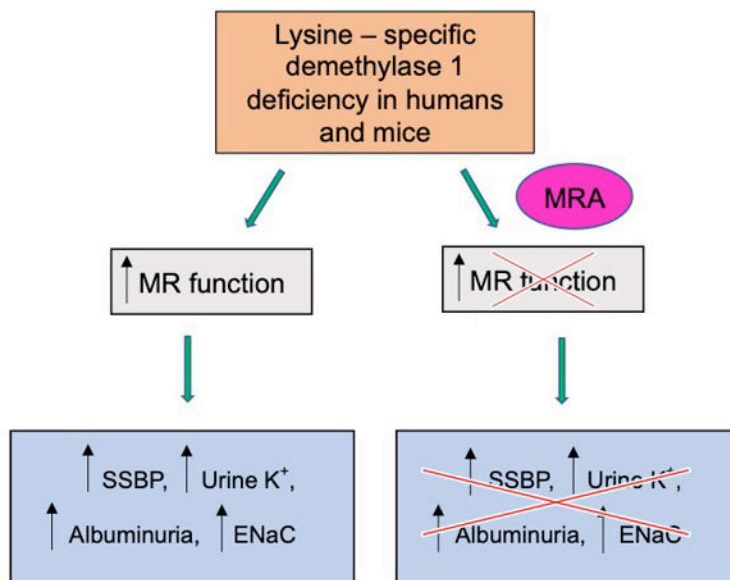 Lysine – specific
demethylase 1
deficiency in humans
and mice
MRA
MR function
MR function
SSBP, Urine K⁺,
Albuminuria, ENaC
SSBP, Urine K⁺,
Albuminuria, ENaC